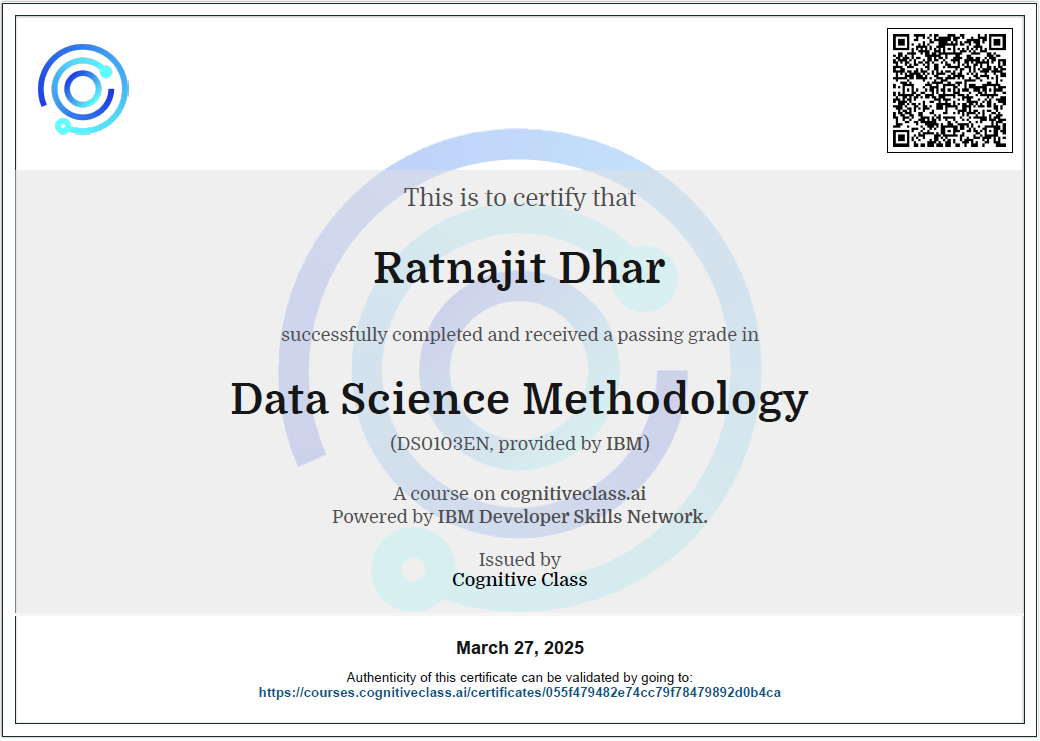 This is to certify that
Ratnajit Dhar
successfully completed and received a passing grade in
Data Science Methodology
(DS0103EN, provided by IBM)
A course on cognitiveclass.ai
Powered by IBM Developer Skills Network.
Issued by
Cognitive Class
March 27, 2025
Authenticity of this certificate can be validated by going to:
https://courses.cognitiveclass.ai/certificates/055f479482e74cc79f78479892d0b4ca